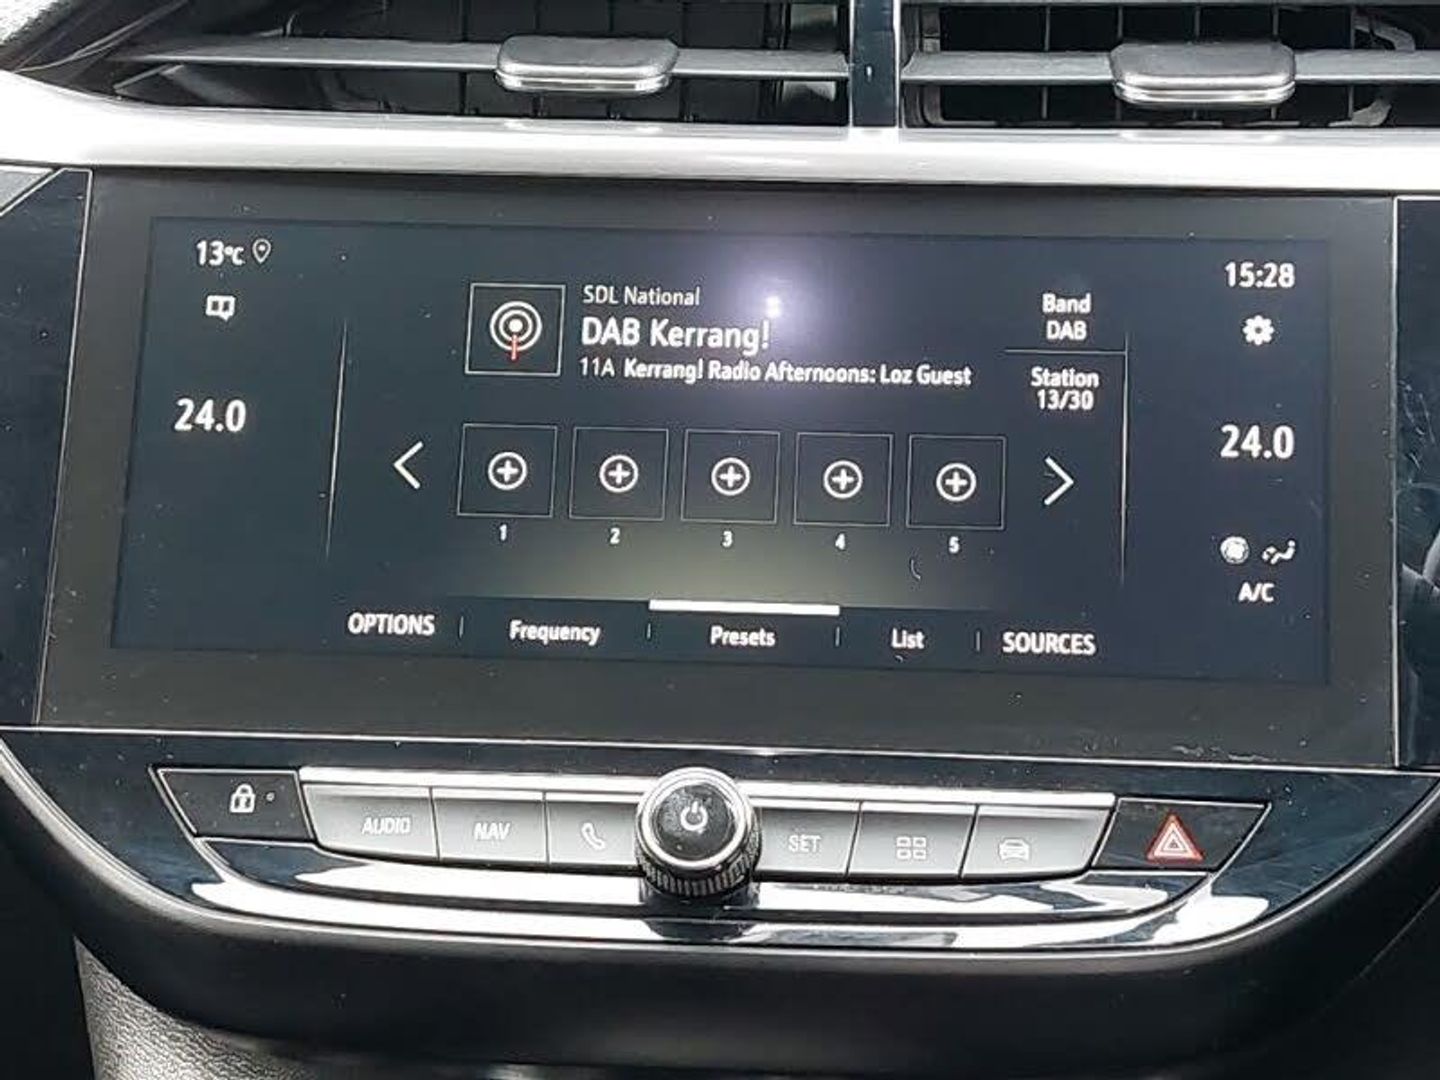 13°C
15:28
SDL National
DAB Kerrang!
11A Kerrang! Radio Afternoons: Loz Guest
Band
DAB
Station
13/30
24.0
24.0
1
2
3
4
5
A/C
OPTIONS
Frequency
Presets
List
SOURCES
AUDIO
NAV
SET